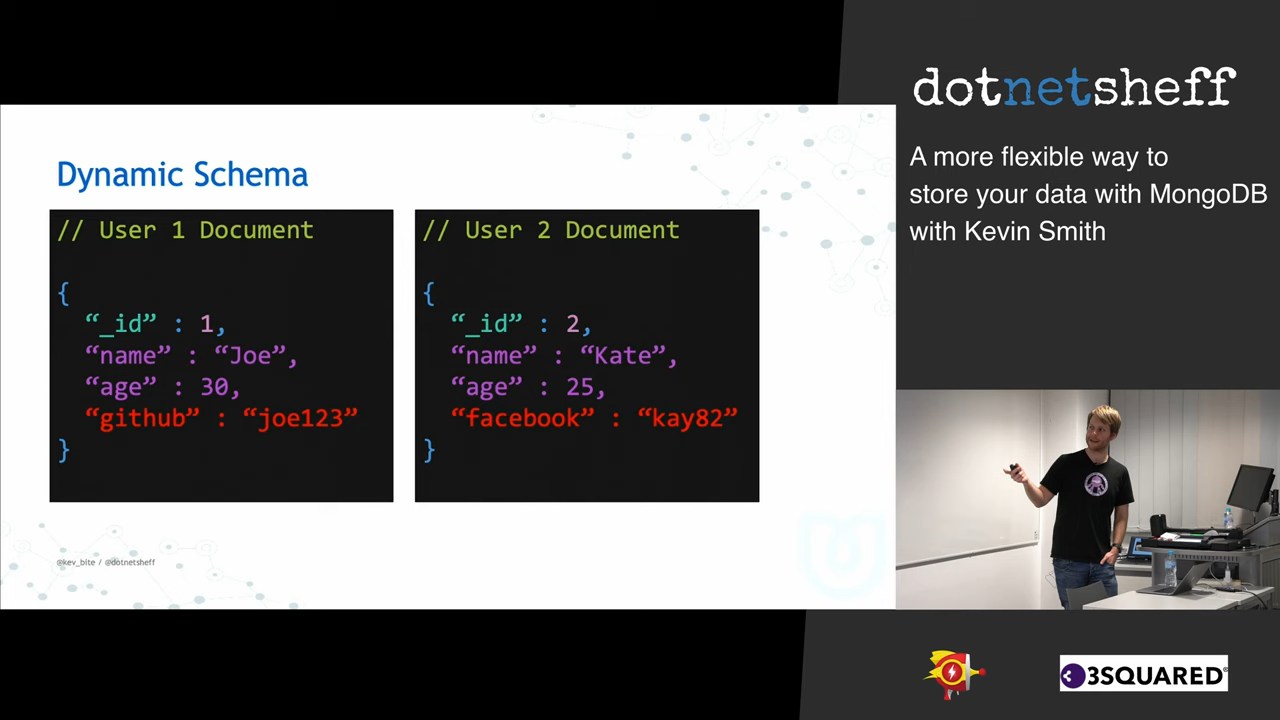 dotnetsheff
A more flexible way to
store your data with MongoDB
with Kevin Smith
Dynamic Schema
// User 1 Document
{
“_id” : 1,
“name” : “Joe”,
“age” : 30,
“github” : “joe123”
}
// User 2 Document
{
“_id” : 2,
“name” : “Kate”,
“age” : 25,
“facebook” : “kay82”
}
@kev_bite / @dotnetsheff
3SQUARED